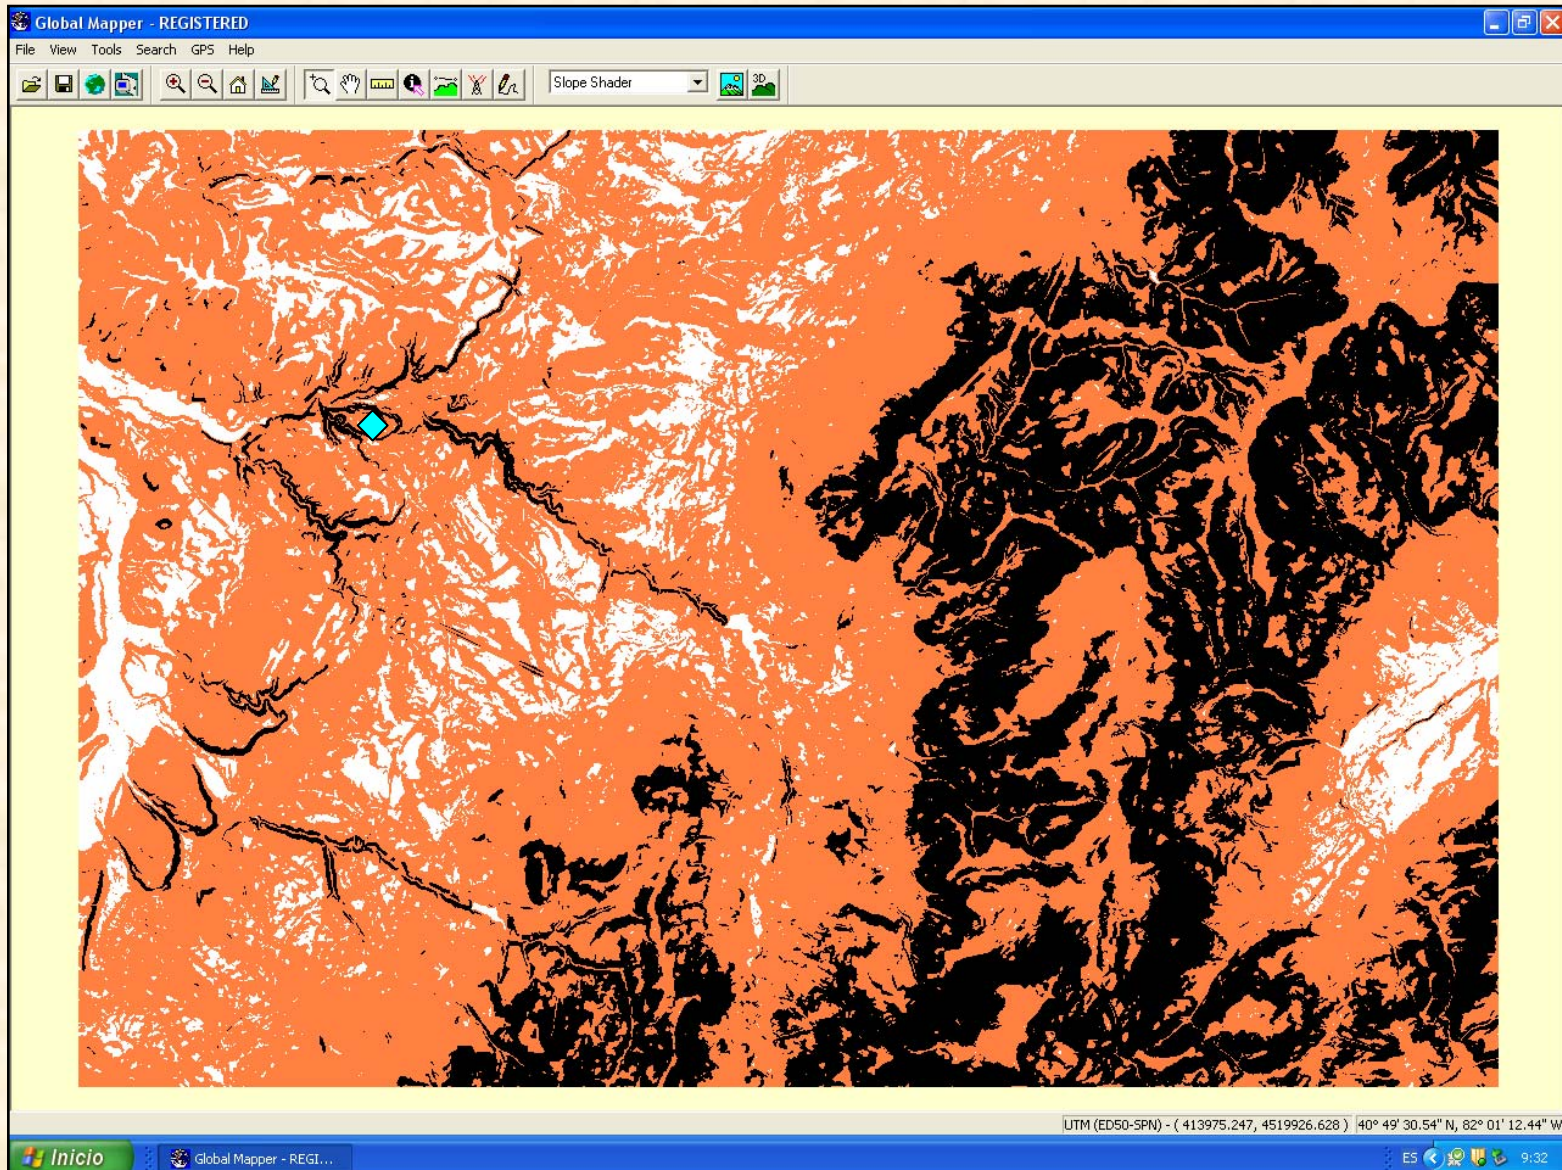 Global Mapper - REGISTERED
File View Tools Search GPS Help
Slope Shader
3D
UTM (ED50-SPN) - ( 413975.247, 4519926.628 ) 40° 49' 30.54" N, 82° 01' 12.44" W
Inicio Global Mapper - REGI... ES 9:32